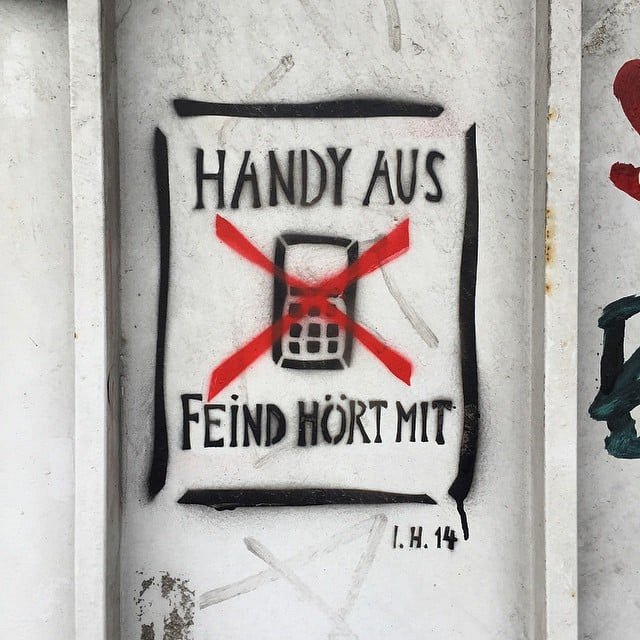 HANDY AUS
FEIND HÖRT MIT
I. H. 14